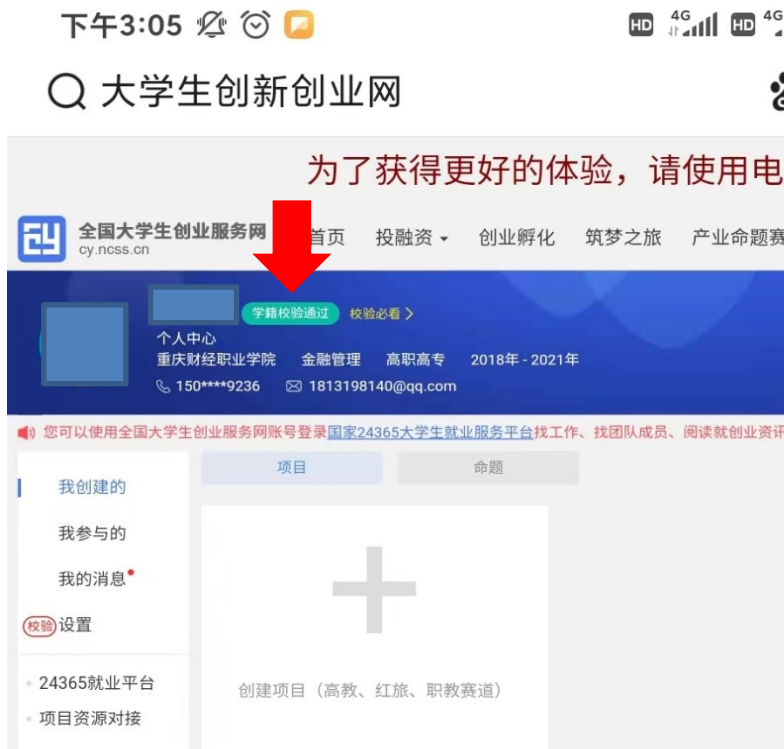 下午3:05 HD 4G HD 4G
大学生创新创业网
为了获得更好的体验，请使用电
全国大学生创业服务网
cy.ncss.cn
首页 投融资 创业孵化 筑梦之旅 产业命题赛
学籍校验通过 校验必看
个人中心
重庆财经职业学院 金融管理 高职高专 2018年 - 2021年
150****9236 1813198140@qq.com
您可以使用全国大学生创业服务网账号登录国家24365大学生就业服务平台找工作、找团队成员、阅读就创业资讯
项目 命题
我创建的
我参与的
我的消息
校验 设置
24365就业平台
创建项目（高教、红旅、职教赛道）
项目资源对接